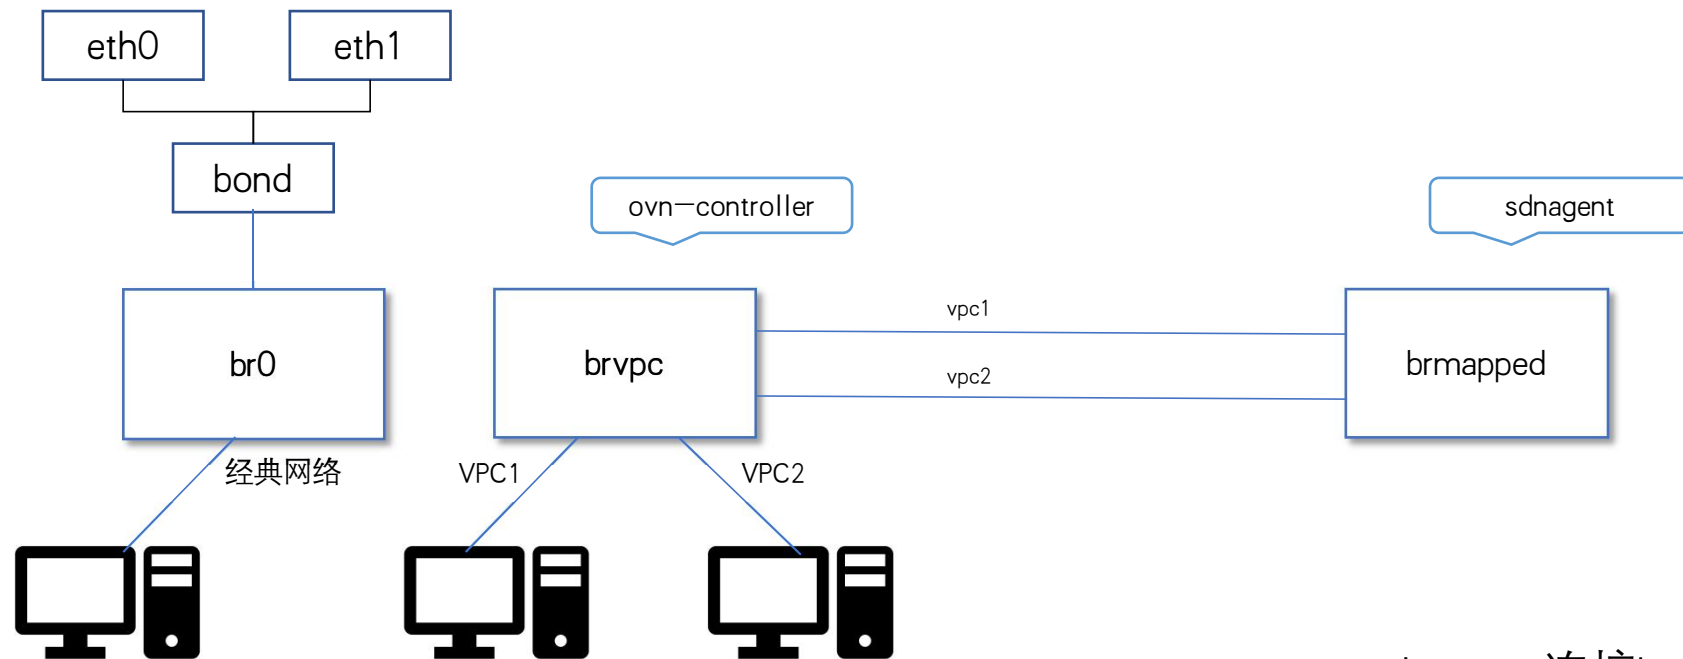 eth0
eth1
bond
ovn-controller
sdnagent
br0
brvpc
vpc1
vpc2
brmapped
经典网络
VPC1
VPC2